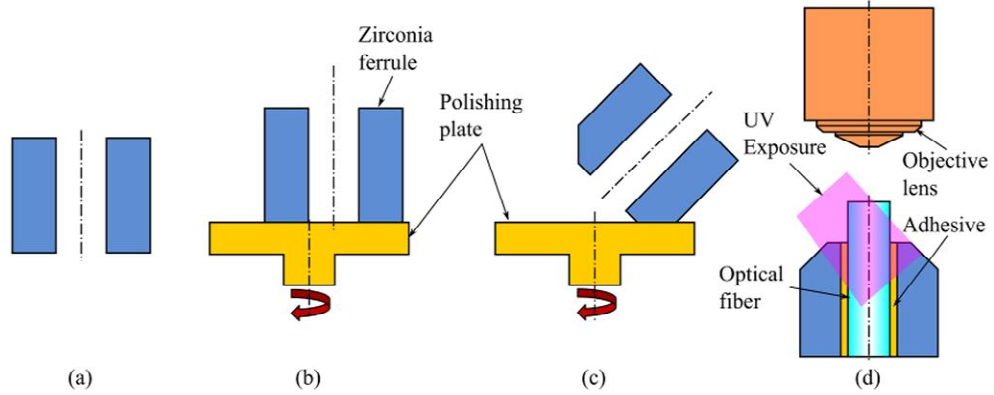 Zirconia
ferrule
Polishing
plate
UV
Exposure
Objective
lens
Adhesive
Optical
fiber
(a)
(b)
(c)
(d)